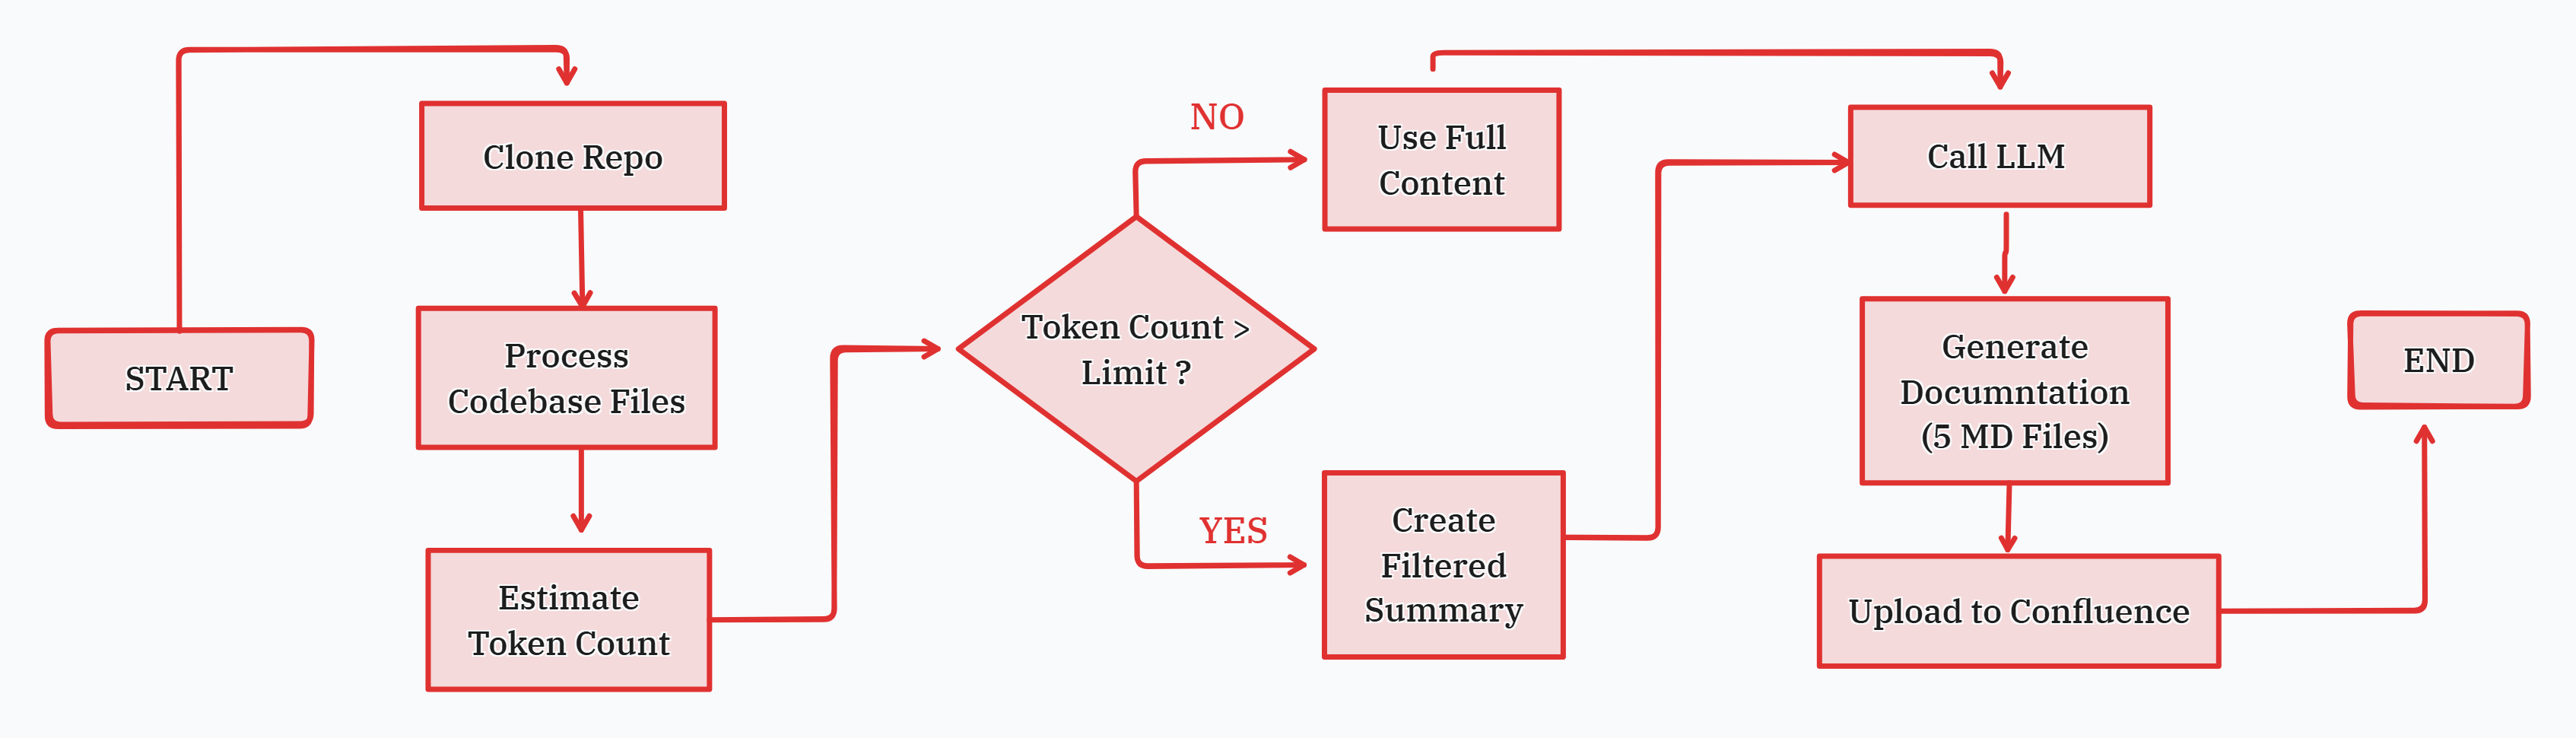 START
Clone Repo
Process
Codebase Files
Estimate
Token Count
Token Count >
Limit ?
NO
Use Full
Content
YES
Create
Filtered
Summary
Call LLM
Generate
Documntation
(5 MD Files)
Upload to Confluence
END